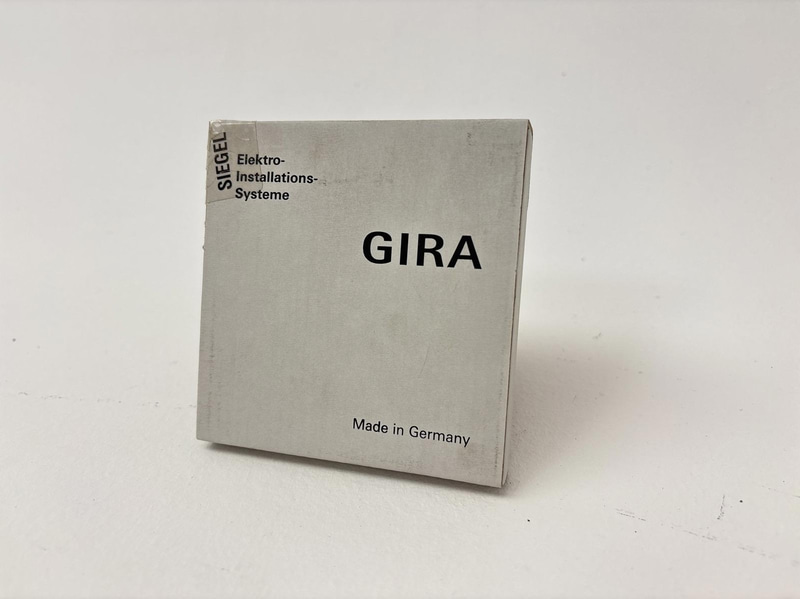 SIEGEL
Elektro-
Installations-
Systeme
GIRA
Made in Germany